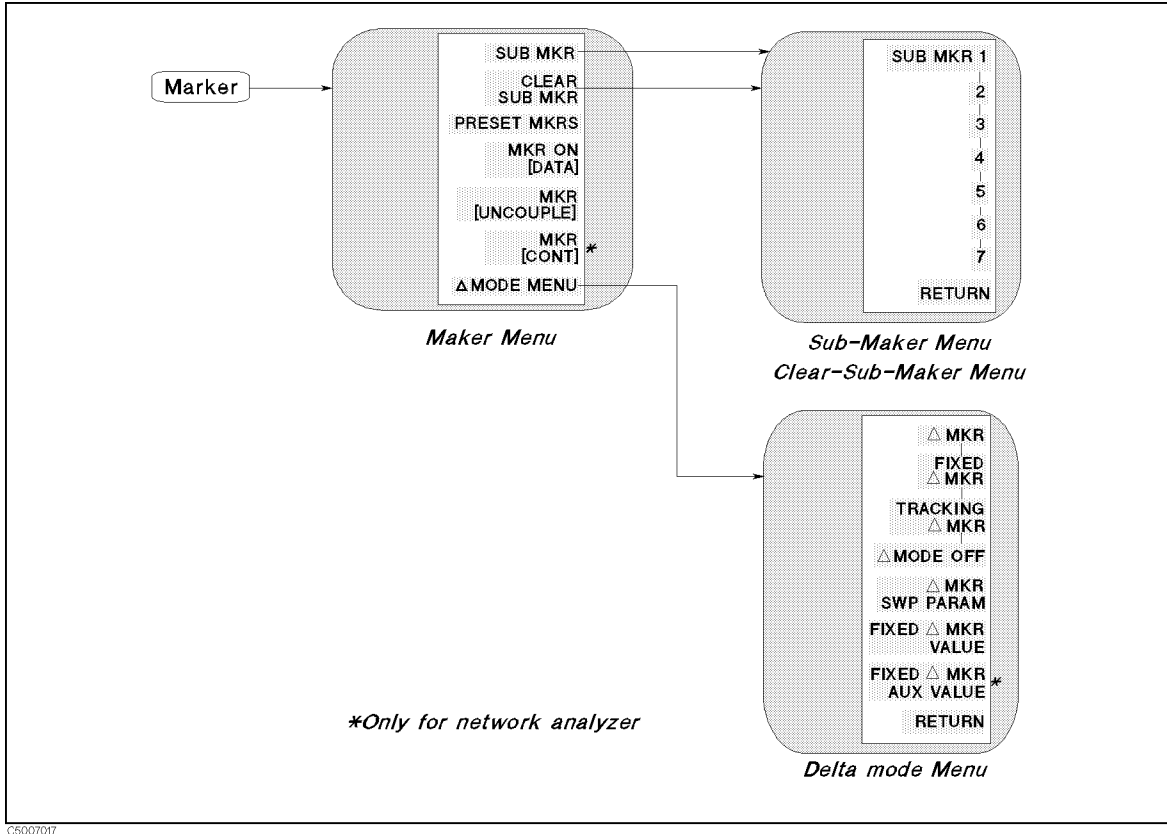 Marker
SUB MKR
CLEAR
SUB MKR
PRESET MKRS
MKR ON
[DATA]
MKR
[UNCOUPLE]
MKR
[CONT] *
Δ MODE MENU
Maker Menu
SUB MKR 1
2
3
4
5
6
7
RETURN
Sub-Maker Menu
Clear-Sub-Maker Menu
△ MKR
FIXED
△ MKR
TRACKING
△ MKR
△ MODE OFF
△ MKR
SWP PARAM
FIXED △ MKR
VALUE
FIXED △ MKR
AUX VALUE *
RETURN
Delta mode Menu
*Only for network analyzer
C5007017